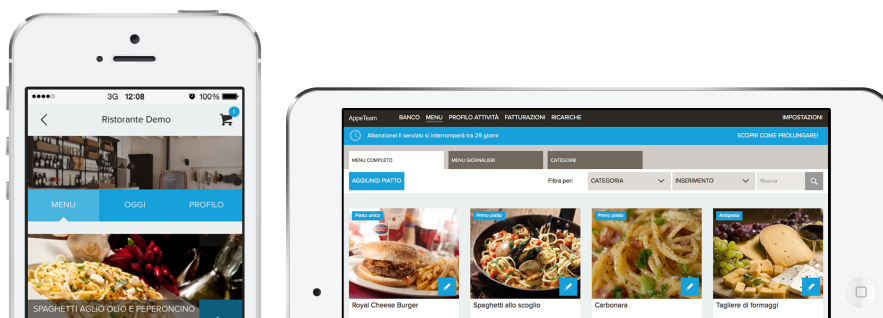 3G 12:08 100%
Ristorante Demo
1
MENU OGGI PROFILO
SPAGHETTI AGLIO OLIO E PEPERONCINO
AppeTeam BANCO MENU PROFILO ATTIVITÀ FATTURAZIONI RICARICHE IMPOSTAZIONI
Attenzione! Il servizio si interromperà tra 29 giorni SCOPRI COME PROLUNGARE!
MENU COMPLETO MENU GIORNALIERI CATEGORIE
AGGIUNGI PIATTO Filtra per: CATEGORIA INSERIMENTO Ricerca
Piatto unico Primo piatto Primo piatto Antipasto
Royal Cheese Burger Spaghetti allo scoglio Carbonara Tagliere di formaggi